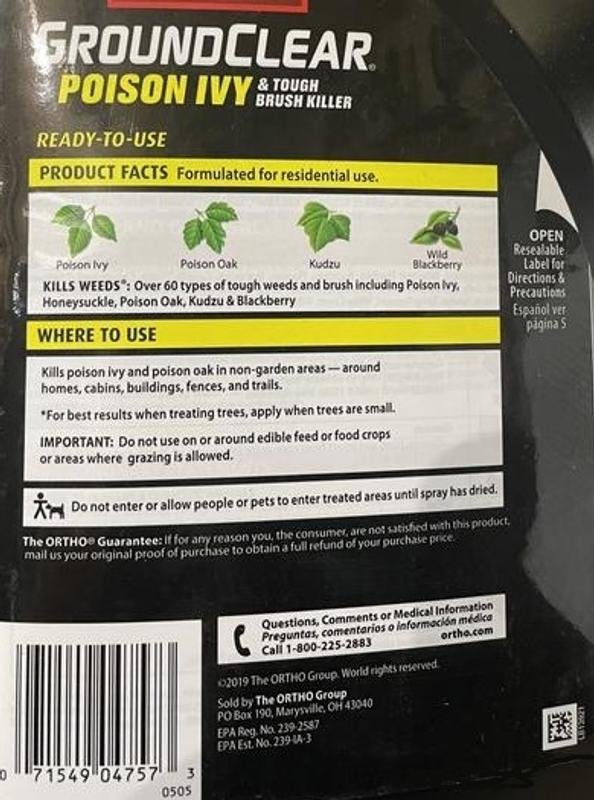 GROUNDCLEAR®
POISON IVY & TOUGH
BRUSH KILLER
READY-TO-USE
PRODUCT FACTS Formulated for residential use.
Poison Ivy
Poison Oak
Kudzu
Wild
Blackberry
KILLS WEEDS*: Over 60 types of tough weeds and brush including Poison Ivy,
Honeysuckle, Poison Oak, Kudzu & Blackberry
OPEN
Resealable
Label for
Directions &
Precautions
Español ver
página 5
WHERE TO USE
Kills poison ivy and poison oak in non-garden areas — around
homes, cabins, buildings, fences, and trails.
*For best results when treating trees, apply when trees are small.
IMPORTANT: Do not use on or around edible feed or food crops
or areas where grazing is allowed.
Do not enter or allow people or pets to enter treated areas until spray has dried.
The ORTHO® Guarantee: If for any reason you, the consumer, are not satisfied with this product,
mail us your original proof of purchase to obtain a full refund of your purchase price.
Questions, Comments or Medical Information
Preguntas, comentarios o información médica
Call 1-800-225-2883 ortho.com
©2019 The ORTHO Group. World rights reserved.
Sold by The ORTHO Group
PO Box 190, Marysville, OH 43040
EPA Reg. No. 239-2587
EPA Est. No. 239-IA-3
0 71549 04757 3
0505